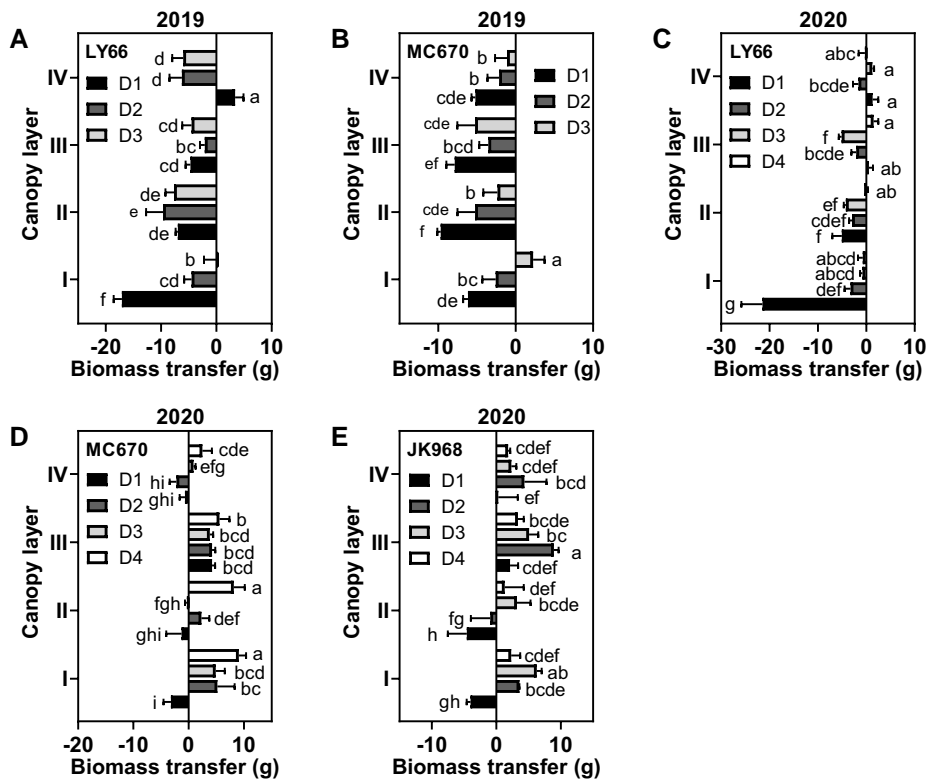 2019
A
LY66
D1
D2
D3
Canopy layer
IV
III
II
I
d
d
a
cd
bc
cd
de
e
de
b
cd
f
-20 -10 0 10
Biomass transfer (g)
2019
B
MC670
D1
D2
D3
Canopy layer
IV
III
II
I
b
b
cde
cde
bcd
ef
b
cde
f
a
bc
de
-10 0 10
Biomass transfer (g)
2020
C
LY66
D1
D2
D3
D4
Canopy layer
IV
III
II
I
abc
a
bcde
a
a
f
bcde
ab
ab
ef
cdef
f
abcd
abcd
def
g
-30 -20 -10 0 10
Biomass transfer (g)
2020
D
MC670
D1
D2
D3
D4
Canopy layer
IV
III
II
I
cde
efg
hi
ghi
b
bcd
bcd
bcd
a
fgh
def
ghi
a
bcd
bc
i
-20 -10 0 10
Biomass transfer (g)
2020
E
JK968
D1
D2
D3
D4
Canopy layer
IV
III
II
I
cdef
cdef
bcd
ef
bcde
bc
a
cdef
def
bcde
fg
h
cdef
ab
bcde
gh
-10 0 10
Biomass transfer (g)